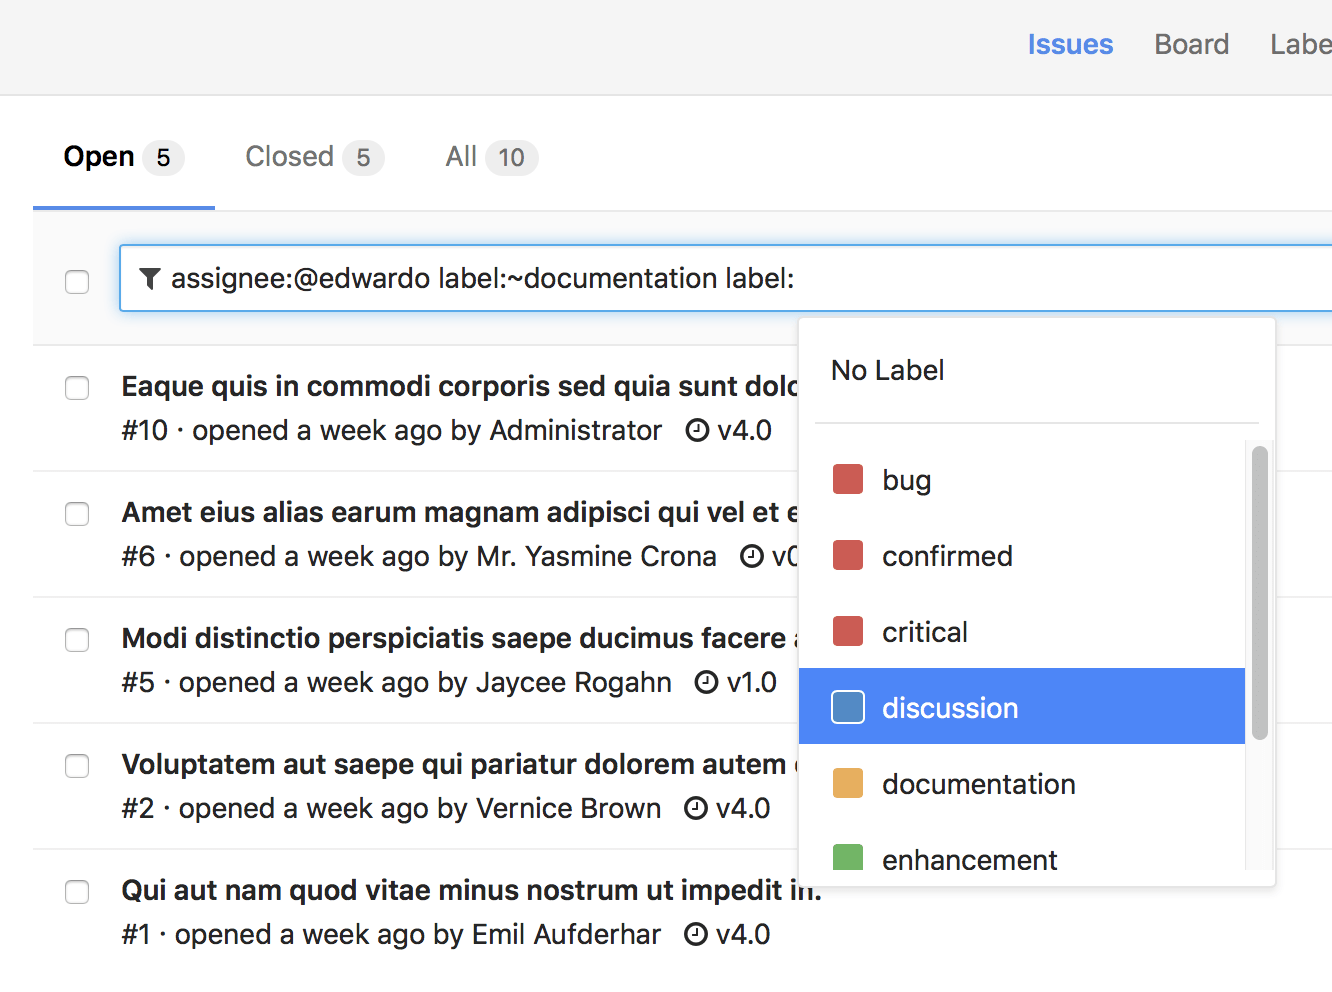 Issues Board Labe
Open 5 Closed 5 All 10
assignee:@edwardo label:~documentation label:
No Label
bug
confirmed
critical
discussion
documentation
enhancement
Eaque quis in commodi corporis sed quia sunt dolo
#10 · opened a week ago by Administrator v4.0
Amet eius alias earum magnam adipisci qui vel et e
#6 · opened a week ago by Mr. Yasmine Crona v0
Modi distinctio perspiciatis saepe ducimus facere
#5 · opened a week ago by Jaycee Rogahn v1.0
Voluptatem aut saepe qui pariatur dolorem autem
#2 · opened a week ago by Vernice Brown v4.0
Qui aut nam quod vitae minus nostrum ut impedit in.
#1 · opened a week ago by Emil Aufderhar v4.0